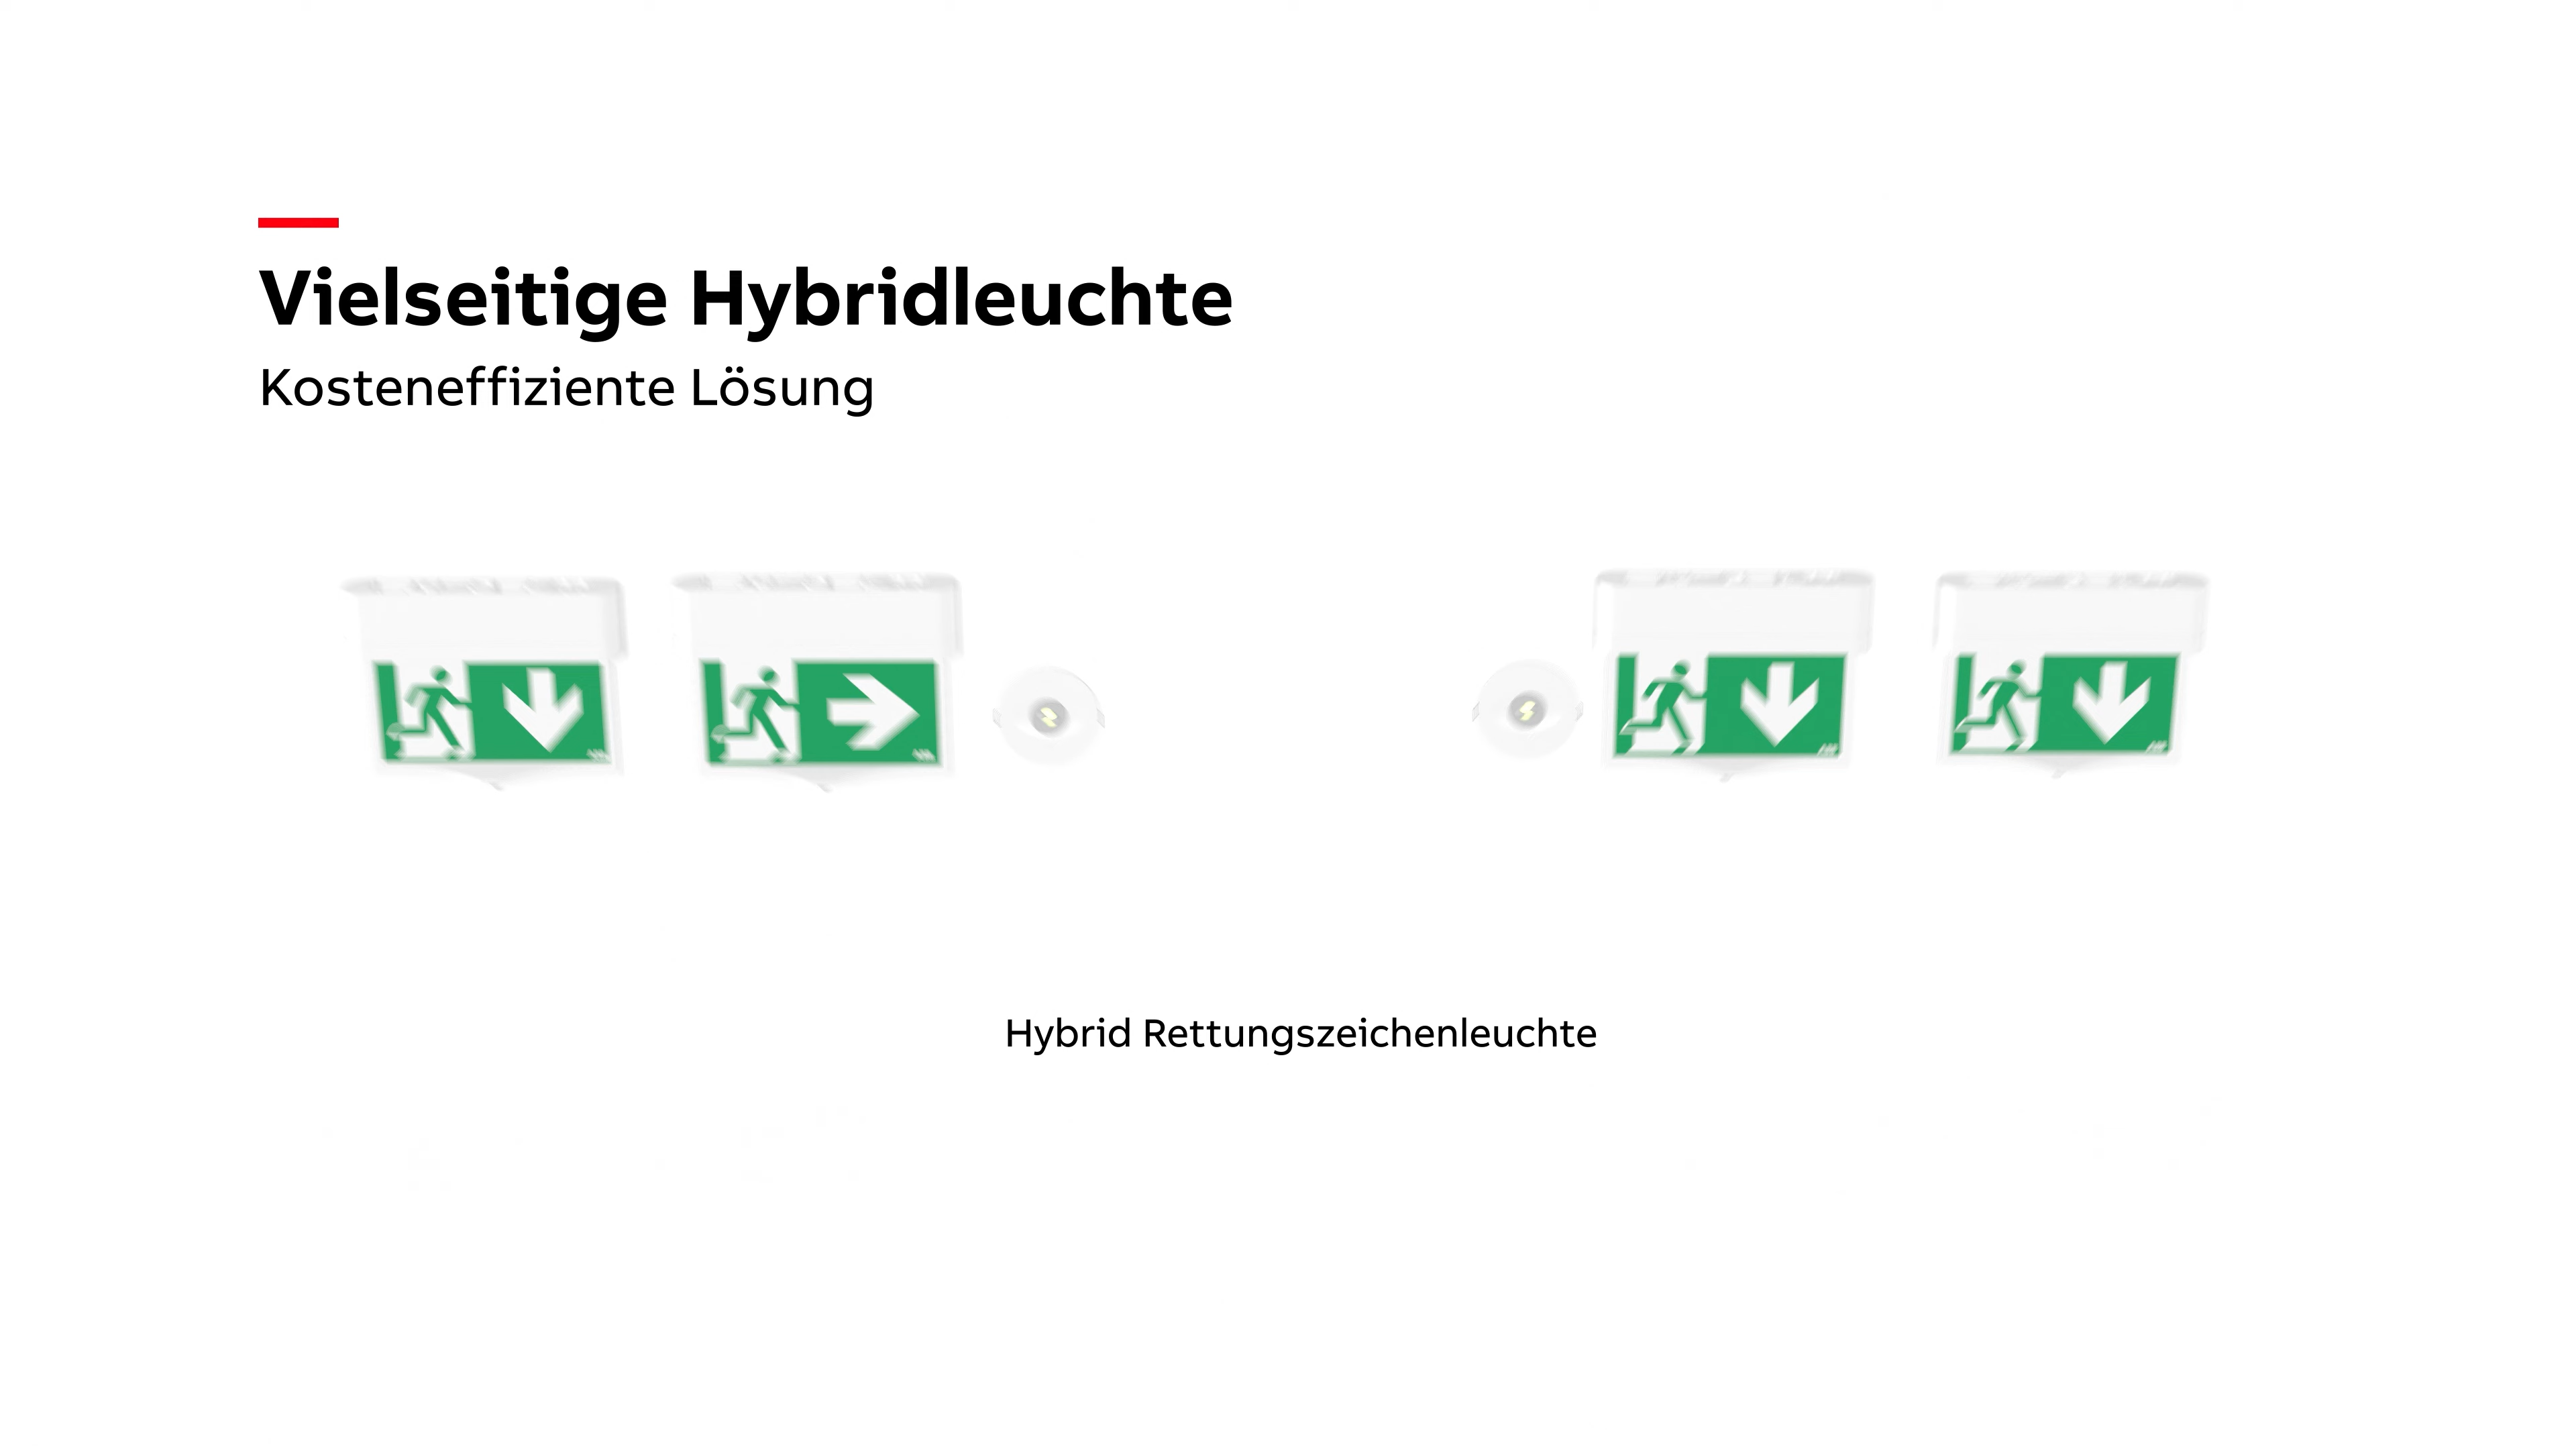 Vielseitige Hybridleuchte
Kosteneffiziente Lösung
Hybrid Rettungszeichenleuchte